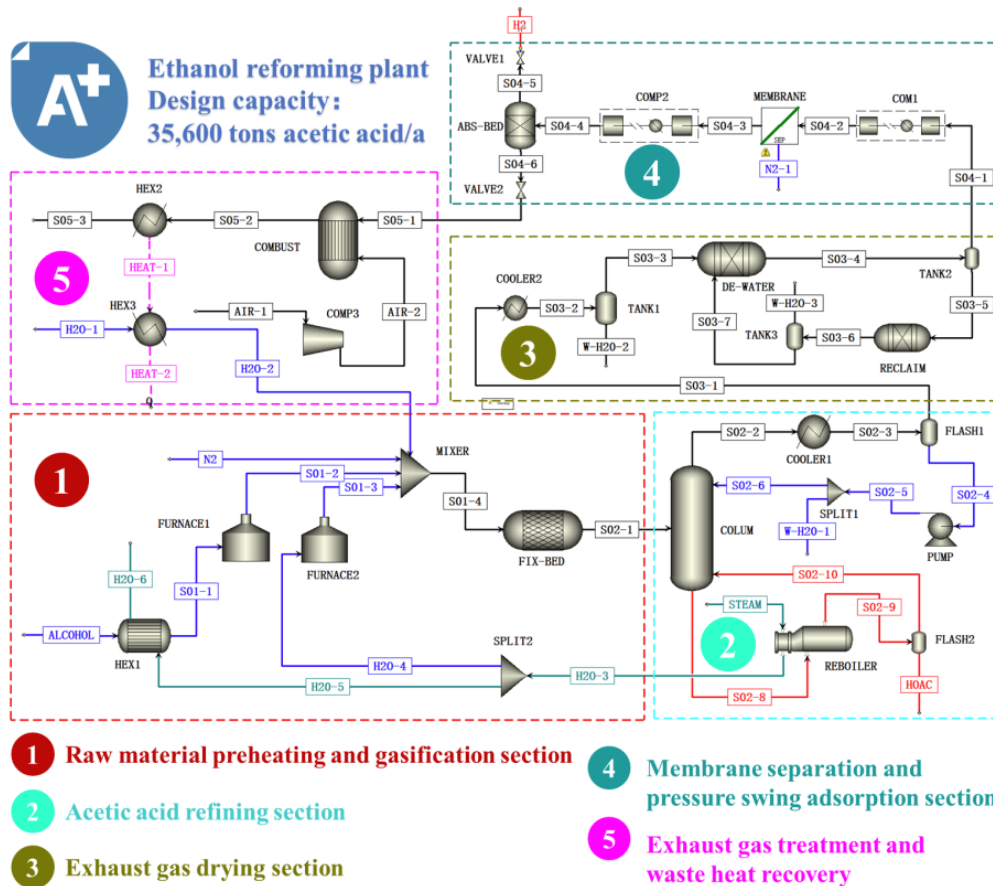 A+
Ethanol reforming plant
Design capacity:
35,600 tons acetic acid/a
H2
VALVE1
S04-5
ABS-BED
S04-4
COMP2
S04-3
MEMBRANE
SEP
S04-2
COM1
S04-6
VALVE2
4
N2-1
S04-1
HEX2
S05-3
S05-2
COMBUST
S05-1
5
HEAT-1
HEX3
H2O-1
AIR-1
COMP3
AIR-2
HEAT-2
H2O-2
Q
COOLER2
S03-2
3
S03-3
TANK1
W-H2O-2
DE-WATER
S03-4
TANK2
W-H2O-3
S03-7
TANK3
S03-6
S03-5
RECLAIM
S03-1
1
N2
MIXER
S01-2
S01-3
S01-4
FURNACE1
FURNACE2
FIX-BED
S02-1
H2O-6
S01-1
ALCOHOL
HEX1
H2O-4
SPLIT2
H2O-5
H2O-3
S02-2
COOLER1
S02-3
FLASH1
S02-6
S02-5
S02-4
SPLIT1
COLUM
W-H2O-1
PUMP
S02-10
STEAM
S02-9
2
REBOILER
FLASH2
S02-8
HOAC
1 Raw material preheating and gasification section
2 Acetic acid refining section
3 Exhaust gas drying section
4 Membrane separation and
pressure swing adsorption section
5 Exhaust gas treatment and
waste heat recovery